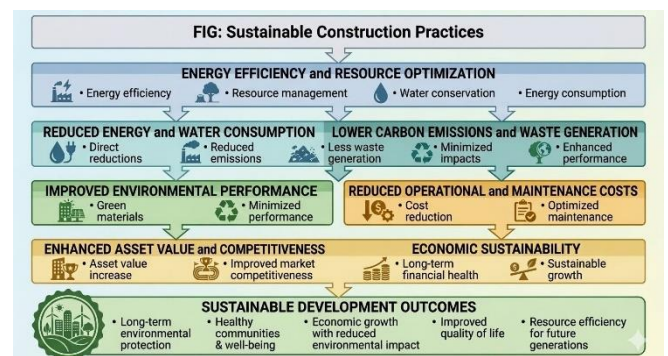 FIG: Sustainable Construction Practices
ENERGY EFFICIENCY and RESOURCE OPTIMIZATION
• Energy efficiency • Resource management • Water conservation • Energy consumption
REDUCED ENERGY and WATER CONSUMPTION
• Direct
reductions
• Reduced
emissions
LOWER CARBON EMISSIONS and WASTE GENERATION
• Less waste
generation
• Minimized
impacts
• Enhanced
performance
IMPROVED ENVIRONMENTAL PERFORMANCE
• Green
materials
• Minimized
performance
REDUCED OPERATIONAL and MAINTENANCE COSTS
• Cost
reduction
• Optimized
maintenance
ENHANCED ASSET VALUE and COMPETITIVENESS
• Asset value
increase
• Improved market
competitiveness
ECONOMIC SUSTAINABILITY
• Long-term
financial health
• Sustainable
growth
SUSTAINABLE DEVELOPMENT OUTCOMES
• Long-term
environmental
protection
• Healthy
communities
& well-being
• Economic growth
with reduced
environmental impact
• Improved
quality of life
• Resource efficiency
for future
generations